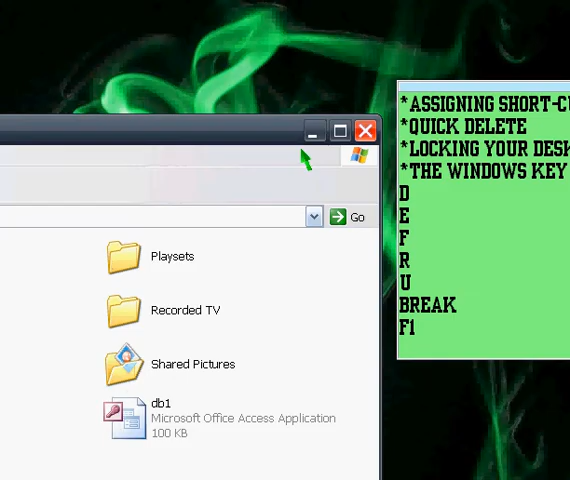 *ASSIGNING SHORT-CU
*QUICK DELETE
*LOCKING YOUR DESK
*THE WINDOWS KEY
D
E
F
R
U
BREAK
F1
Go
Playsets
Recorded TV
Shared Pictures
db1
Microsoft Office Access Application
100 KB